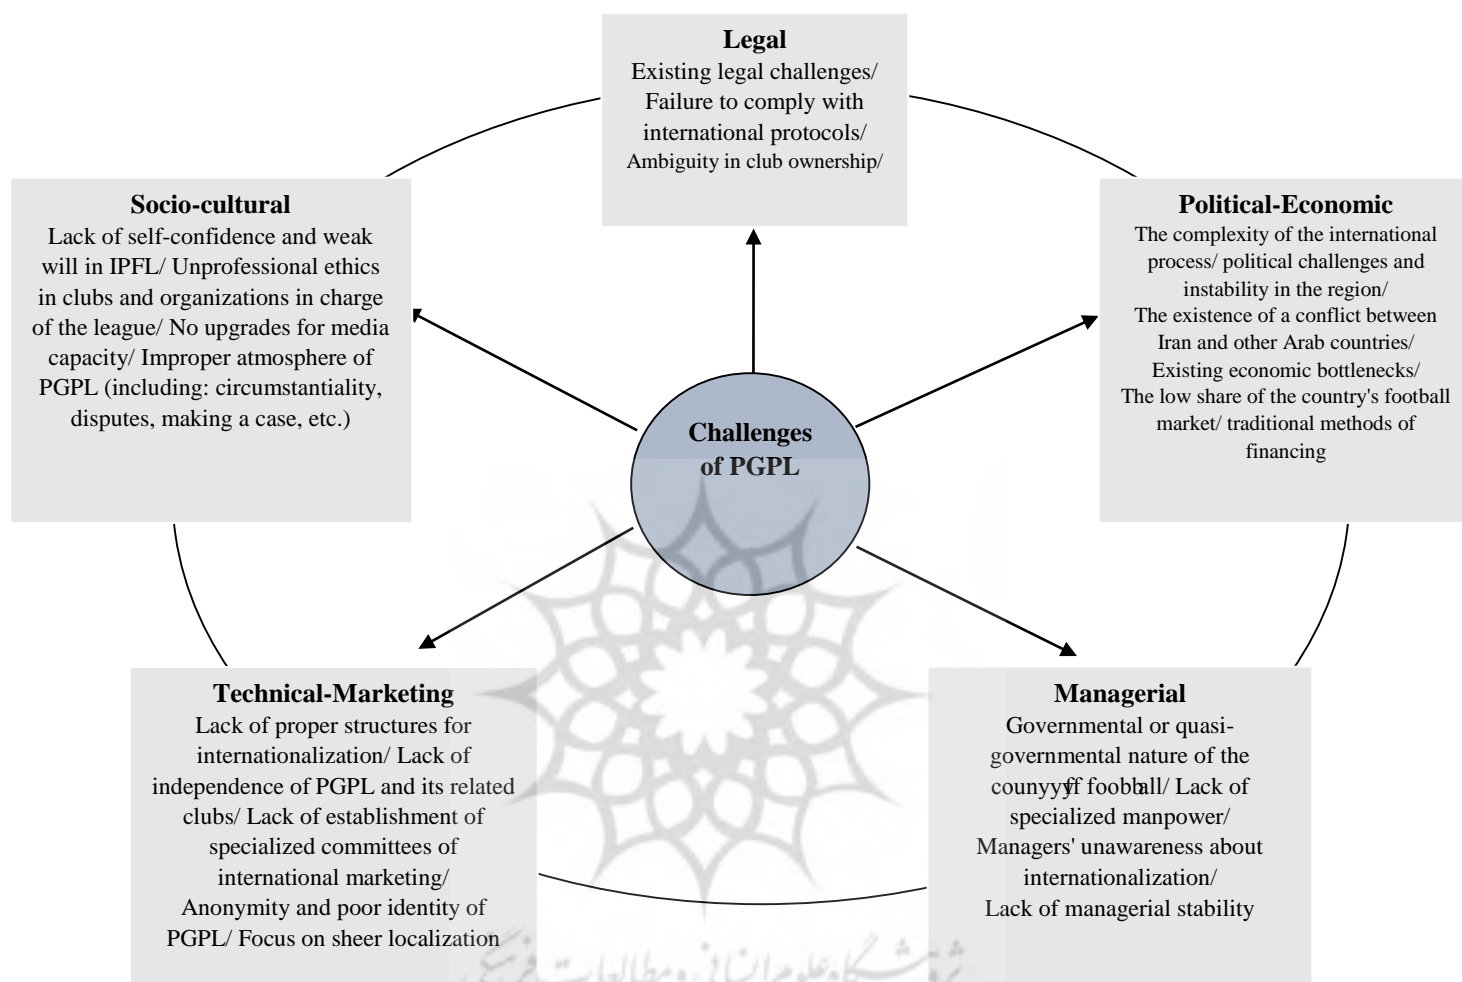 Legal
Existing legal challenges/
Failure to comply with
international protocols/
Ambiguity in club ownership/
Socio-cultural
Lack of self-confidence and weak
will in IPFL/ Unprofessional ethics
in clubs and organizations in charge
of the league/ No upgrades for media
capacity/ Improper atmosphere of
PGPL (including: circumstantiality,
disputes, making a case, etc.)
Political-Economic
The complexity of the international
process/ political challenges and
instability in the region/
The existence of a conflict between
Iran and other Arab countries/
Existing economic bottlenecks/
The low share of the country's football
market/ traditional methods of
financing
Challenges
of PGPL
Technical-Marketing
Lack of proper structures for
internationalization/ Lack of
independence of PGPL and its related
clubs/ Lack of establishment of
specialized committees of
international marketing/
Anonymity and poor identity of
PGPL/ Focus on sheer localization
Managerial
Governmental or quasi-
governmental nature of the
/ Lack of
specialized manpower/
Managers' unawareness about
internationalization/
Lack of managerial stability
پژوهشگاه علوم انسانی و مطالعات فرهنگی